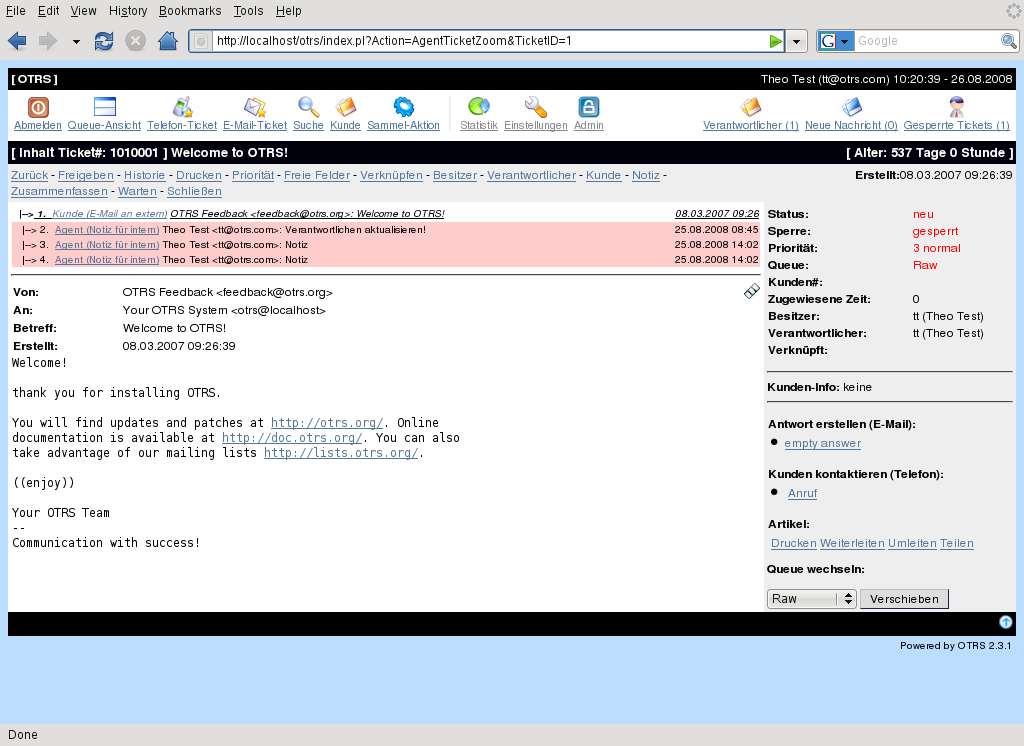 File Edit View History Bookmarks Tools Help
http://localhost/otrs/index.pl?Action=AgentTicketZoom&TicketID=1 G Google
[ OTRS ] Theo Test (tt@otrs.com) 10:20:39 - 26.08.2008
Abmelden Queue-Ansicht Telefon-Ticket E-Mail-Ticket Suche Kunde Sammel-Aktion Statistik Einstellungen Admin Verantwortlicher (1) Neue Nachricht (0) Gesperrte Tickets (1)
[ Inhalt Ticket#: 1010001 ] Welcome to OTRS! [ Alter: 537 Tage 0 Stunde ]
Zurück - Freigeben - Historie - Drucken - Priorität - Freie Felder - Verknüpfen - Besitzer - Verantwortlicher - Kunde - Notiz -
Zusammenfassen - Warten - Schließen
Erstellt:08.03.2007 09:26:39
|--> 1. Kunde (E-Mail an extern) OTRS Feedback <feedback@otrs.org>: Welcome to OTRS! 08.03.2007 09:26
|--> 2. Agent (Notiz für intern) Theo Test <tt@otrs.com>: Verantwortlichen aktualisieren! 25.08.2008 08:45
|--> 3. Agent (Notiz für intern) Theo Test <tt@otrs.com>: Notiz 25.08.2008 14:02
|--> 4. Agent (Notiz für intern) Theo Test <tt@otrs.com>: Notiz 25.08.2008 14:02
Von: OTRS Feedback <feedback@otrs.org>
An: Your OTRS System <otrs@localhost>
Betreff: Welcome to OTRS!
Erstellt: 08.03.2007 09:26:39
Welcome!
thank you for installing OTRS.
You will find updates and patches at http://otrs.org/. Online
documentation is available at http://doc.otrs.org/. You can also
take advantage of our mailing lists http://lists.otrs.org/.
((enjoy))
Your OTRS Team
--
Communication with success!
Status: neu
Sperre: gesperrt
Priorität: 3 normal
Queue: Raw
Kunden#:
Zugewiesene Zeit: 0
Besitzer: tt (Theo Test)
Verantwortlicher: tt (Theo Test)
Verknüpft:
Kunden-Info: keine
Antwort erstellen (E-Mail):
empty answer
Kunden kontaktieren (Telefon):
Anruf
Artikel:
Drucken Weiterleiten Umleiten Teilen
Queue wechseln:
Raw Verschieben
Powered by OTRS 2.3.1
Done